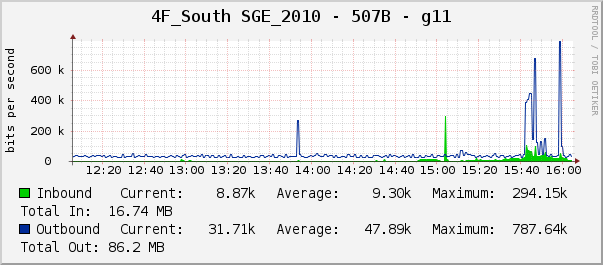 4F_South SGE_2010 - 507B - g11
RRDTOOL / TOBI OETIKER
bits per second
600 k
400 k
200 k
0
12:20 12:40 13:00 13:20 13:40 14:00 14:20 14:40 15:00 15:20 15:40 16:00
Inbound Current: 8.87k Average: 9.30k Maximum: 294.15k
Total In: 16.74 MB
Outbound Current: 31.71k Average: 47.89k Maximum: 787.64k
Total Out: 86.2 MB